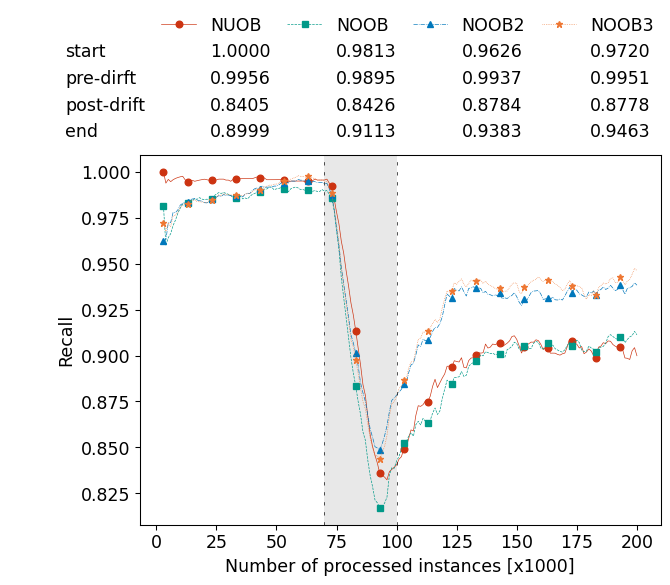 NUOB NOOB NOOB2 NOOB3
start 1.0000 0.9813 0.9626 0.9720
pre-dirft 0.9956 0.9895 0.9937 0.9951
post-drift 0.8405 0.8426 0.8784 0.8778
end 0.8999 0.9113 0.9383 0.9463
1.000
0.975
0.950
0.925
0.900
0.875
0.850
0.825
Recall
0 25 50 75 100 125 150 175 200
Number of processed instances [x1000]